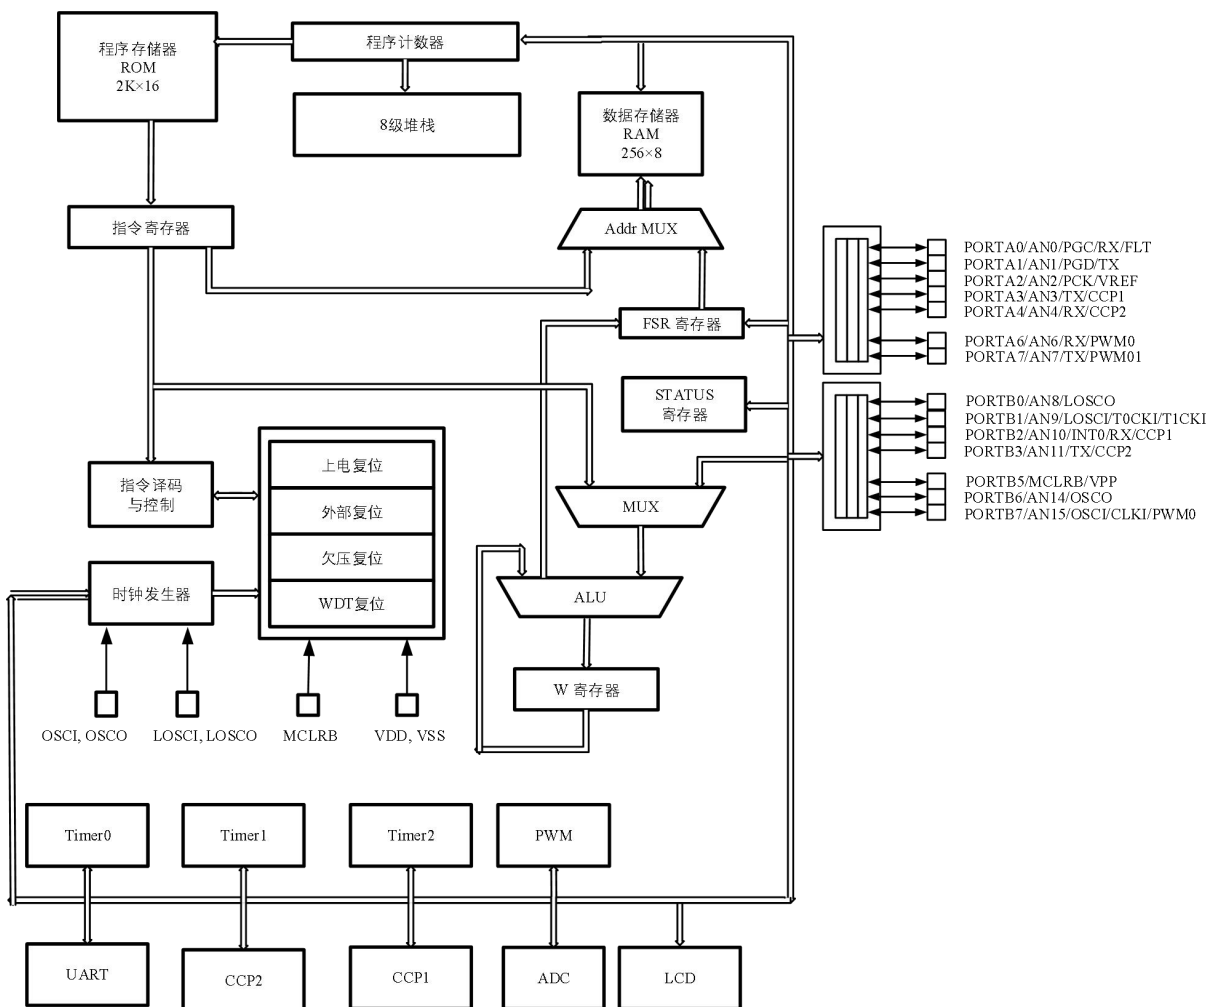 程序存储器
ROM
2K×16
程序计数器
8级堆栈
数据存储器
RAM
256×8
指令寄存器
Addr MUX
FSR 寄存器
STATUS
寄存器
PORTA0/AN0/PGC/RX/FLT
PORTA1/AN1/PGD/TX
PORTA2/AN2/PCK/VREF
PORTA3/AN3/TX/CCP1
PORTA4/AN4/RX/CCP2
PORTA6/AN6/RX/PWM0
PORTA7/AN7/TX/PWM01
PORTB0/AN8/LOSCO
PORTB1/AN9/LOSCI/T0CKI/T1CKI
PORTB2/AN10/INT0/RX/CCP1
PORTB3/AN11/TX/CCP2
PORTB5/MCLRB/VPP
PORTB6/AN14/OSCO
PORTB7/AN15/OSCI/CLKI/PWM0
指令译码
与控制
上电复位
外部复位
欠压复位
WDT复位
时钟发生器
MUX
ALU
W 寄存器
OSCI, OSCO
LOSCI, LOSCO
MCLRB
VDD, VSS
Timer0
Timer1
Timer2
PWM
UART
CCP2
CCP1
ADC
LCD